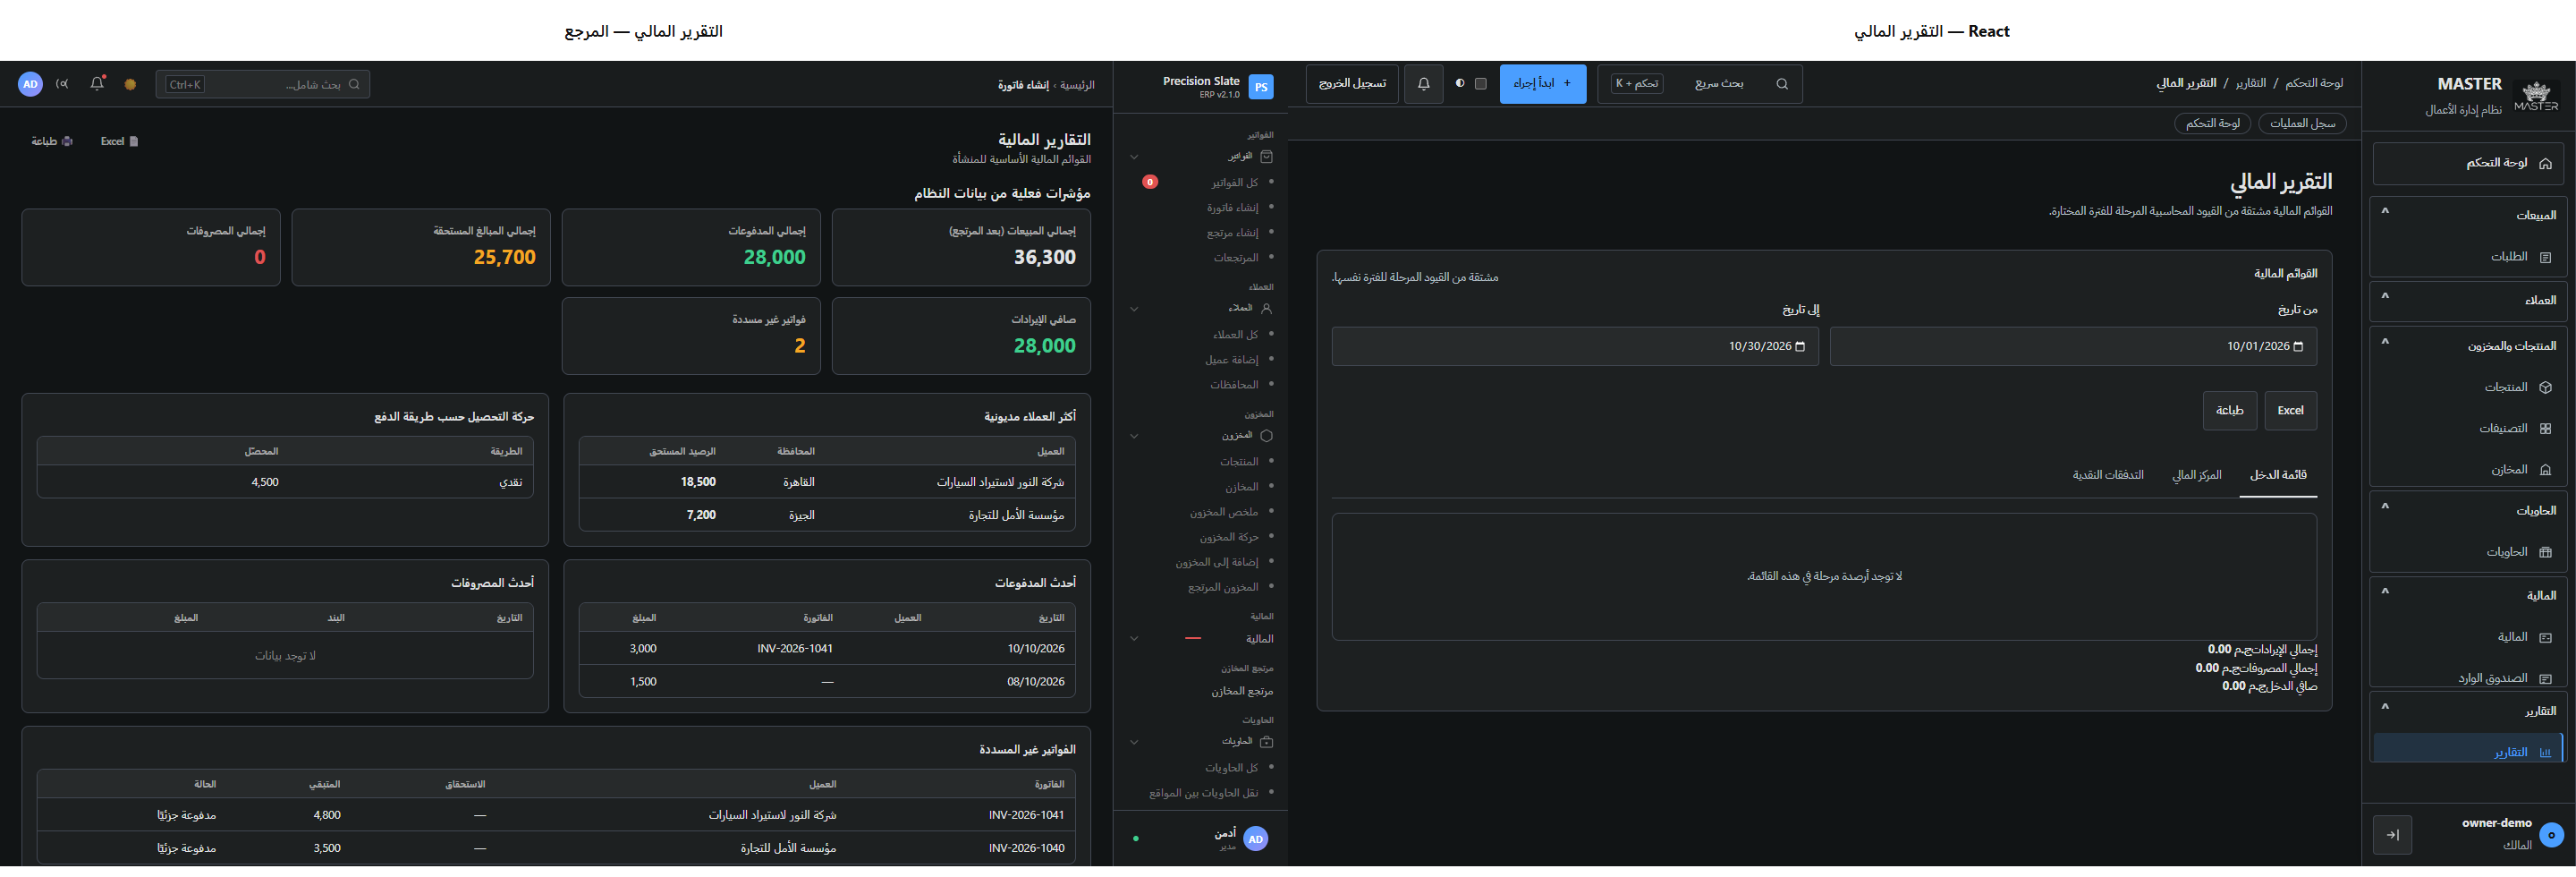 React — التقرير المالي
التقرير المالي — المرجع
MASTER
نظام إدارة الأعمال
MASTER
لوحة التحكم
المبيعات
الطلبات
العملاء
المنتجات والمخزون
المنتجات
التصنيفات
المخازن
الحاويات
الحاويات
المالية
المالية
الصندوق الوارد
التقارير
التقارير
owner-demo
المالك
لوحة التحكم / التقارير / التقرير المالي
بحث سريع
تحكم + K
+ ابدأ إجراء
تسجيل الخروج
سجل العمليات
لوحة التحكم
التقرير المالي
القوائم المالية مشتقة من القيود المحاسبية المرحلة للفترة المختارة.
القوائم المالية
مشتقة من القيود المرحلة للفترة نفسها.
من تاريخ
إلى تاريخ
10/01/2026
10/30/2026
Excel
طباعة
قائمة الدخل
المركز المالي
التدفقات النقدية
لا توجد أرصدة مرحلة في هذه القائمة.
إجمالي الإيراداتج.م 0.00
إجمالي المصروفاتج.م 0.00
صافي الدخلج.م 0.00
PS
Precision Slate
ERP v2.1.0
الفواتير
الفواتير
كل الفواتير
0
إنشاء فاتورة
إنشاء مرتجع
المرتجعات
العملاء
العملاء
كل العملاء
إضافة عميل
المحافظات
المخزون
المخزون
المنتجات
المخازن
ملخص المخزون
حركة المخزون
إضافة إلى المخزون
المخزون المرتجع
المالية
المالية
مرتجع المخازن
مرتجع المخازن
الحاويات
الحاويات
كل الحاويات
نقل الحاويات بين المواقع
AD
أدمن
مدير
الرئيسية › إنشاء فاتورة
بحث شامل...
Ctrl+K
AD
التقارير المالية
القوائم المالية الأساسية للمنشأة
Excel
طباعة
مؤشرات فعلية من بيانات النظام
إجمالي المبيعات (بعد المرتجع)
36,300
إجمالي المدفوعات
28,000
إجمالي المبالغ المستحقة
25,700
إجمالي المصروفات
0
صافي الإيرادات
28,000
فواتير غير مسددة
2
أكثر العملاء مديونية
العميل المحافظة الرصيد المستحق
شركة النور لاستيراد السيارات القاهرة 18,500
مؤسسة الأمل للتجارة الجيزة 7,200
حركة التحصيل حسب طريقة الدفع
الطريقة المحصّل
نقدي 4,500
أحدث المدفوعات
التاريخ العميل الفاتورة المبلغ
10/10/2026 INV-2026-1041 3,000
08/10/2026 — 1,500
أحدث المصروفات
التاريخ البند المبلغ
لا توجد بيانات
الفواتير غير المسددة
الفاتورة العميل الاستحقاق المتبقي الحالة
INV-2026-1041 شركة النور لاستيراد السيارات — 4,800 مدفوعة جزئيًا
INV-2026-1040 مؤسسة الأمل للتجارة — 3,500 مدفوعة جزئيًا